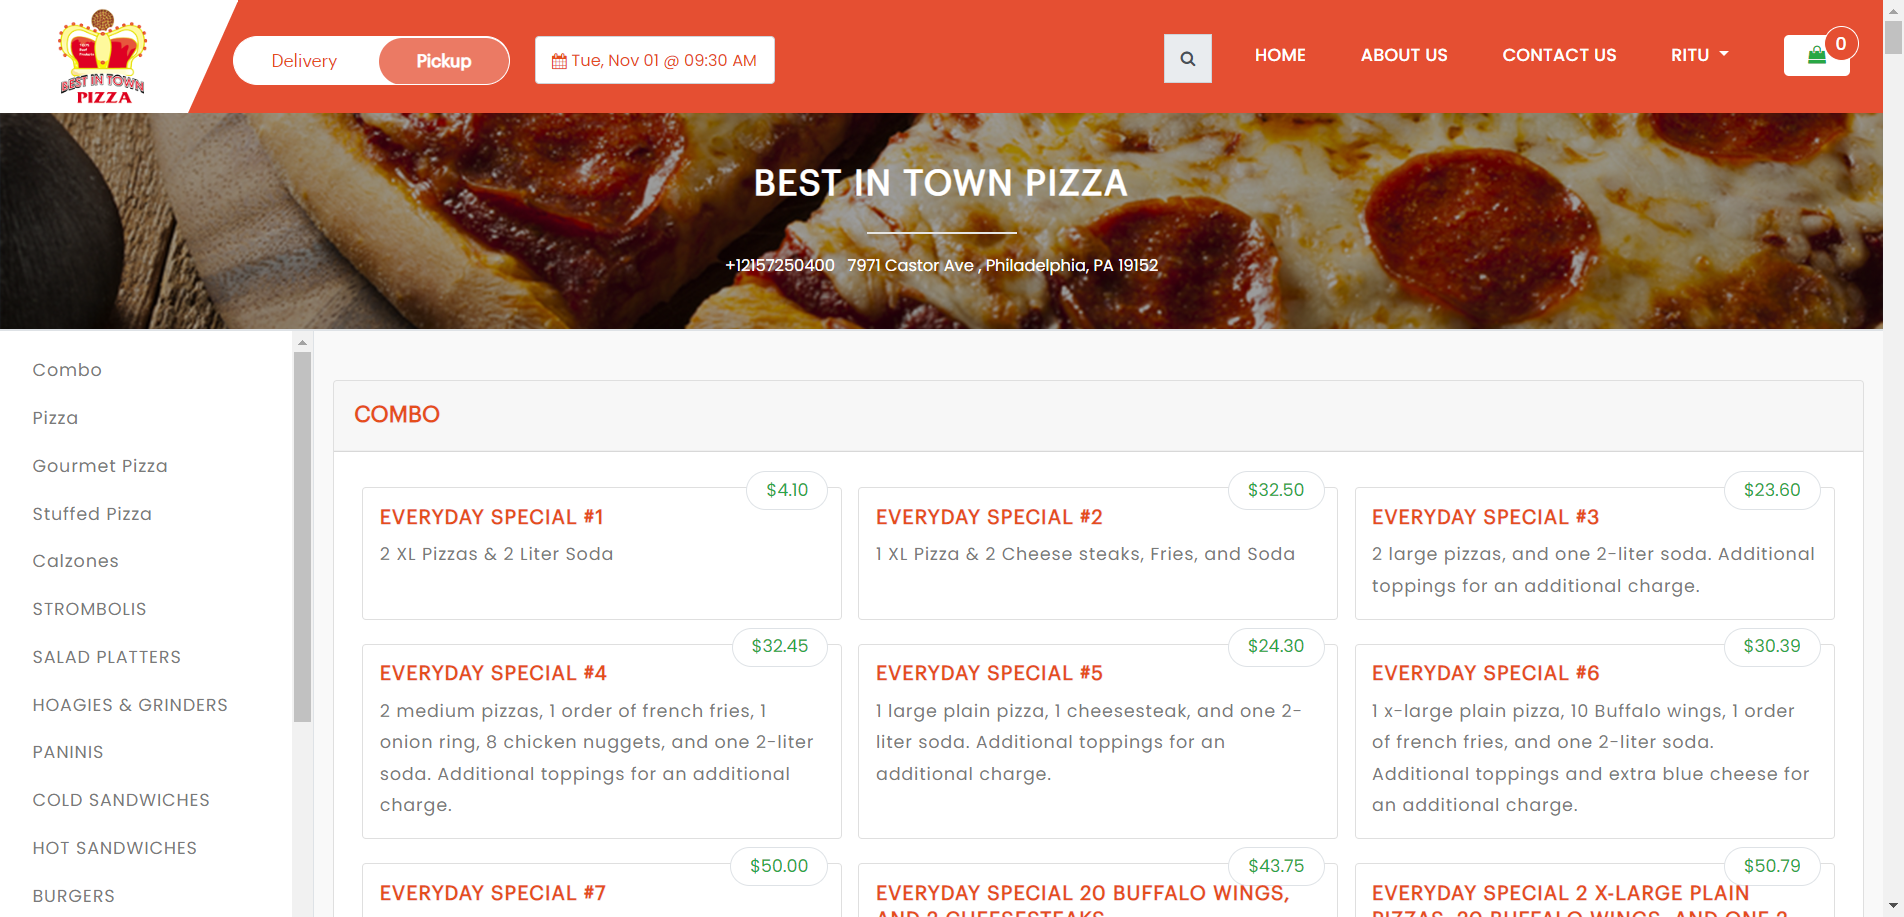 BEST IN TOWN
PIZZA
Delivery
Pickup
Tue, Nov 01 @ 09:30 AM
HOME
ABOUT US
CONTACT US
RITU
0
BEST IN TOWN PIZZA
+12157250400 7971 Castor Ave , Philadelphia, PA 19152
Combo
Pizza
Gourmet Pizza
Stuffed Pizza
Calzones
STROMBOLIS
SALAD PLATTERS
HOAGIES & GRINDERS
PANINIS
COLD SANDWICHES
HOT SANDWICHES
BURGERS
COMBO
$4.10
EVERYDAY SPECIAL #1
2 XL Pizzas & 2 Liter Soda
$32.50
EVERYDAY SPECIAL #2
1 XL Pizza & 2 Cheese steaks, Fries, and Soda
$23.60
EVERYDAY SPECIAL #3
2 large pizzas, and one 2-liter soda. Additional
toppings for an additional charge.
$32.45
EVERYDAY SPECIAL #4
2 medium pizzas, 1 order of french fries, 1
onion ring, 8 chicken nuggets, and one 2-liter
soda. Additional toppings for an additional
charge.
$24.30
EVERYDAY SPECIAL #5
1 large plain pizza, 1 cheesesteak, and one 2-
liter soda. Additional toppings for an
additional charge.
$30.39
EVERYDAY SPECIAL #6
1 x-large plain pizza, 10 Buffalo wings, 1 order
of french fries, and one 2-liter soda.
Additional toppings and extra blue cheese for
an additional charge.
$50.00
EVERYDAY SPECIAL #7
$43.75
EVERYDAY SPECIAL 20 BUFFALO WINGS,
AND 2 CHEESESTEAKS
$50.79
EVERYDAY SPECIAL 2 X-LARGE PLAIN
PIZZAS, 20 BUFFALO WINGS, AND ONE 2-